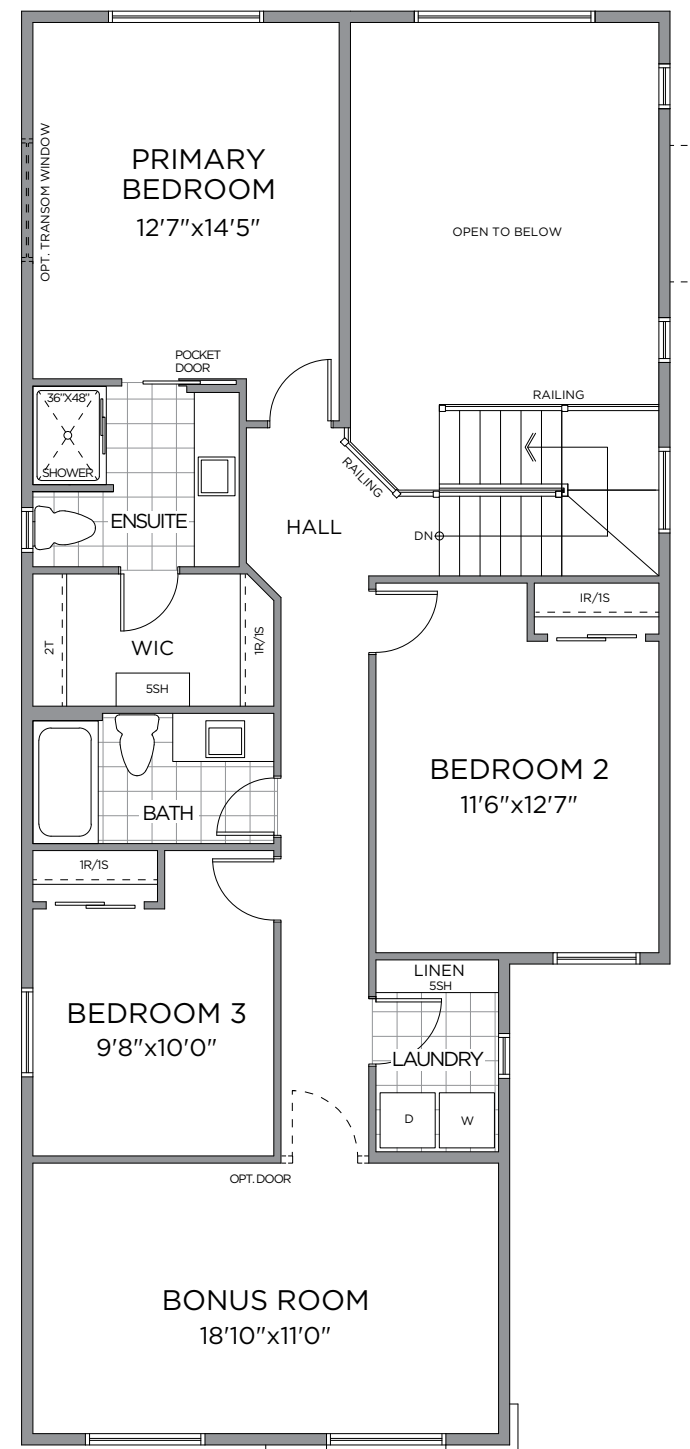 PRIMARY
BEDROOM
12'7"x14'5"
OPT. TRANSOM WINDOW
OPEN TO BELOW
POCKET
DOOR
RAILING
36"X48"
SHOWER
RAILING
ENSUITE
HALL
DN
2T
WIC
1R/1S
5SH
IR/1S
BEDROOM 2
11'6"x12'7"
BATH
1R/1S
LINEN
5SH
BEDROOM 3
9'8"x10'0"
LAUNDRY
D
W
OPT. DOOR
BONUS ROOM
18'10"x11'0"